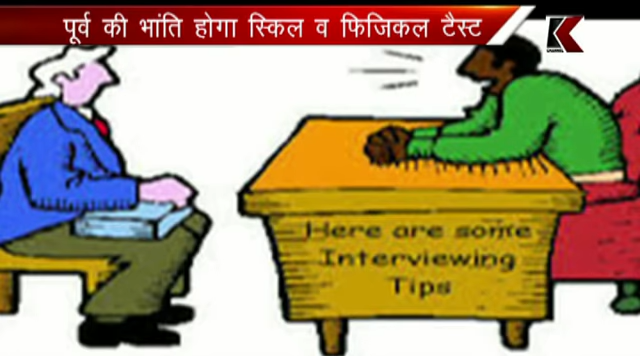 पूर्व की भांति होगा स्किल व फिजिकल टैस्ट
Here are some
Interviewing
Tips